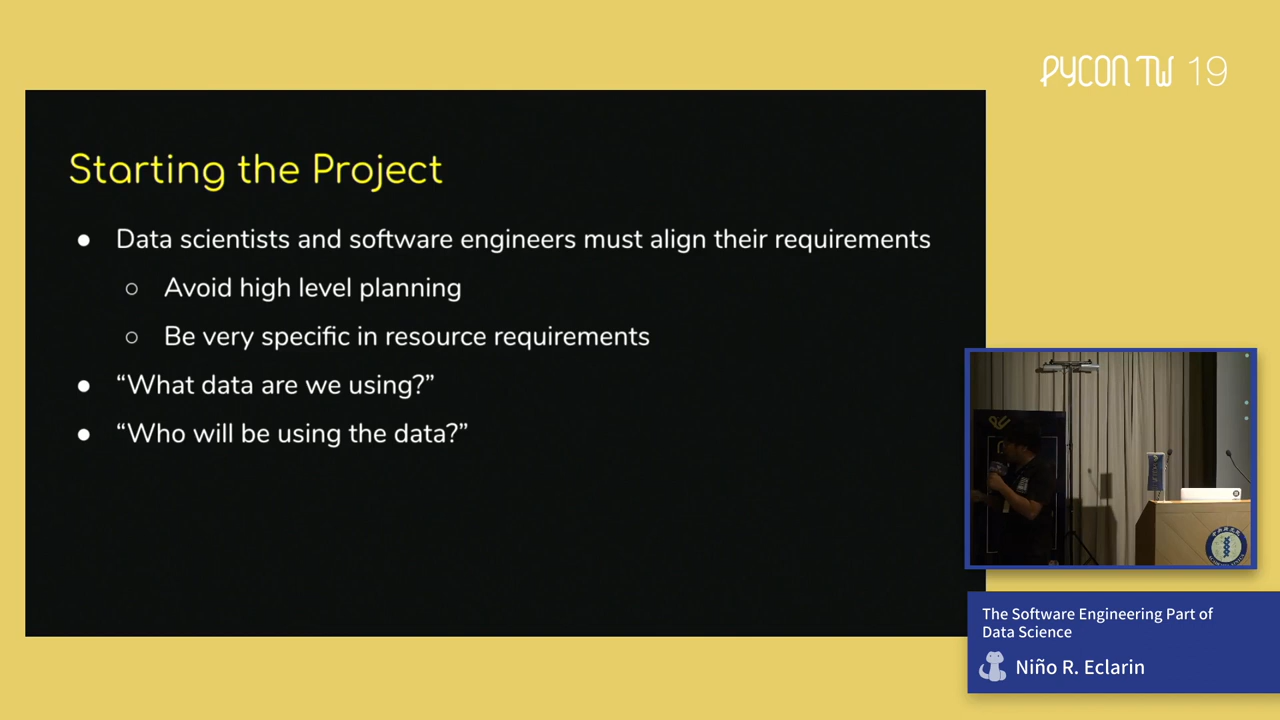 PYCON TW 19
Starting the Project
● Data scientists and software engineers must align their requirements
○ Avoid high level planning
○ Be very specific in resource requirements
● “What data are we using?”
● “Who will be using the data?”
The Software Engineering Part of
Data Science
Niño R. Eclarin